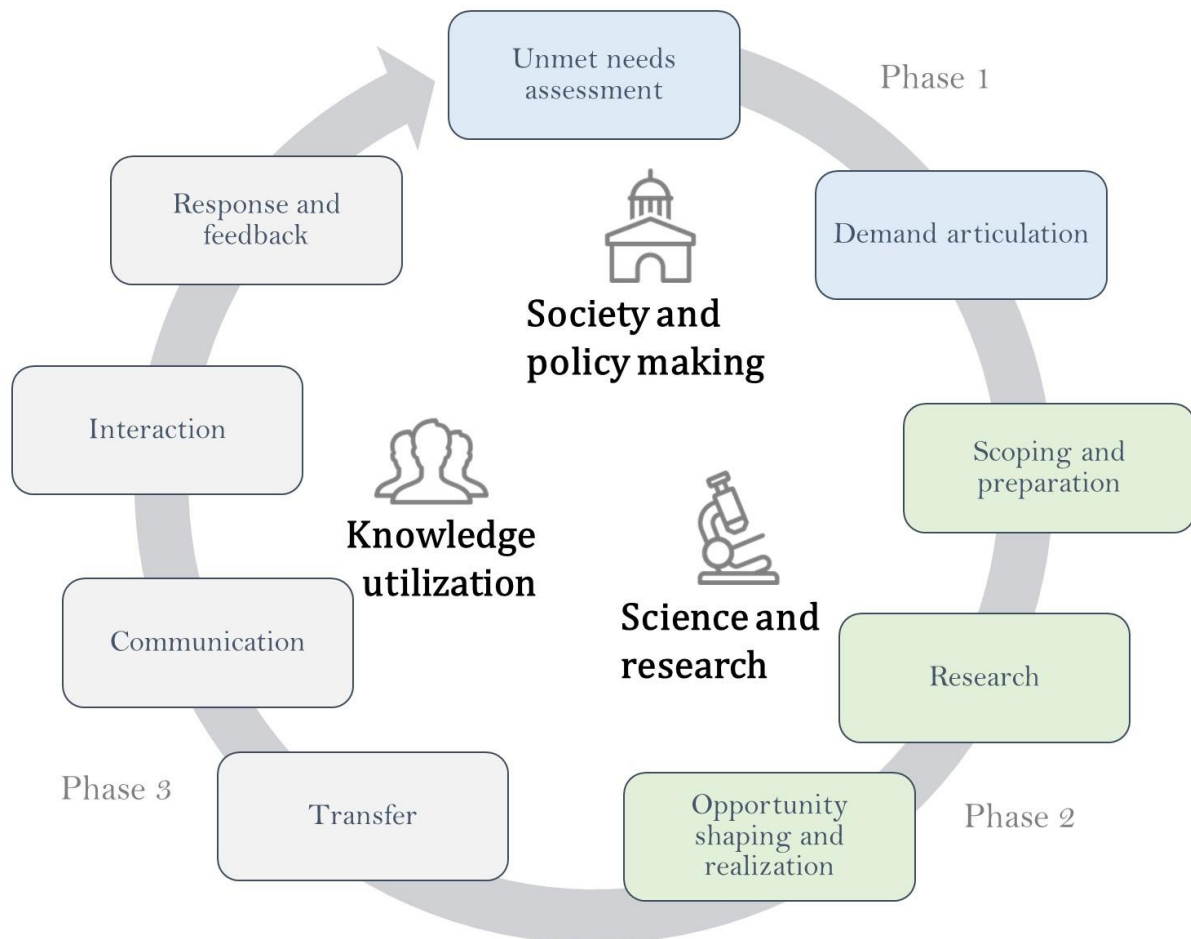 Unmet needs
assessment
Phase 1
Demand articulation
Scoping and
preparation
Research
Phase 2
Opportunity
shaping and
realization
Transfer
Phase 3
Communication
Interaction
Response and
feedback
Society and
policy making
Science and
research
Knowledge
utilization